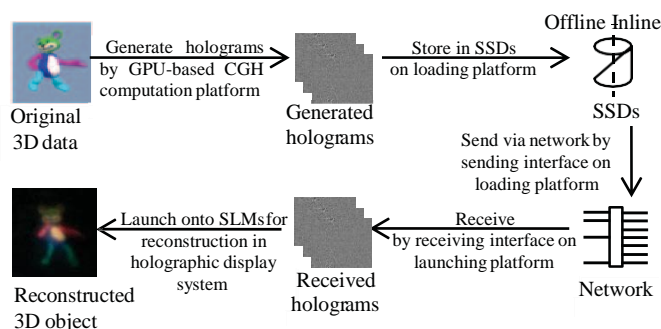 Offline Inline
Generate holograms
by GPU-based CGH
computation platform
Store in SSDs
on loading platform
Original
3D data
Generated
holograms
SSDs
Send via network by
sending interface on
loading platform
Launch onto SLMs for
reconstruction in
holographic display
system
Receive
by receiving interface on
launching platform
Reconstructed
3D object
Received
holograms
Network